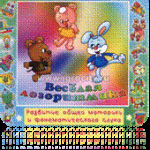 Весёлая
логоритмика
Развитие общей моторики
и фонематического слуха